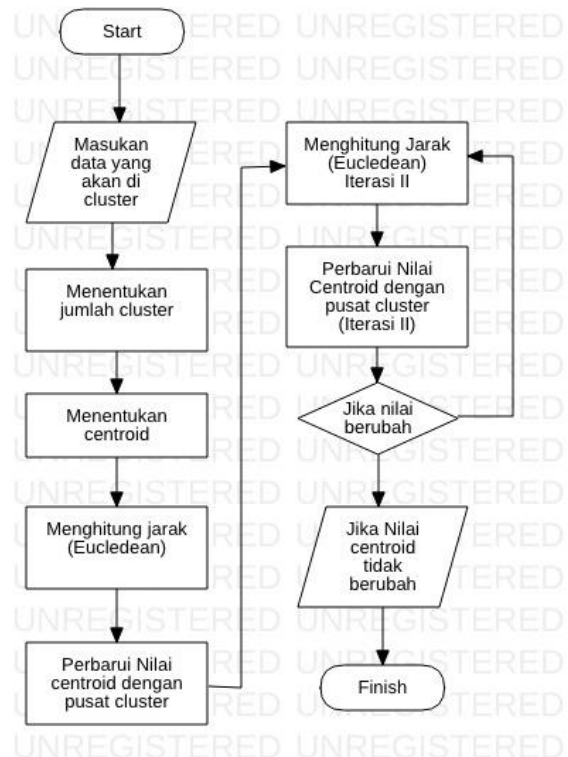 Start
Masukan
data yang
akan di
cluster
Menentukan
jumlah cluster
Menentukan
centroid
Menghitung jarak
(Eucledean)
Perbarui Nilai
centroid dengan
pusat cluster
Menghitung Jarak
(Eucledean)
Iterasi II
Perbarui Nilai
Centroid dengan
pusat cluster
(Iterasi II)
Jika nilai
berubah
Jika Nilai
centroid
tidak
berubah
Finish
UNREGISTERED UNREGISTERED